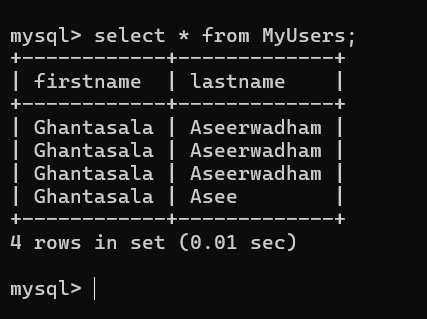 mysql> select * from MyUsers;
+------------+-------------+
| firstname  | lastname    |
+------------+-------------+
| Ghantasala | Aseerwadham |
| Ghantasala | Aseerwadham |
| Ghantasala | Aseerwadham |
| Ghantasala | Asee        |
+------------+-------------+
4 rows in set (0.01 sec)
mysql>